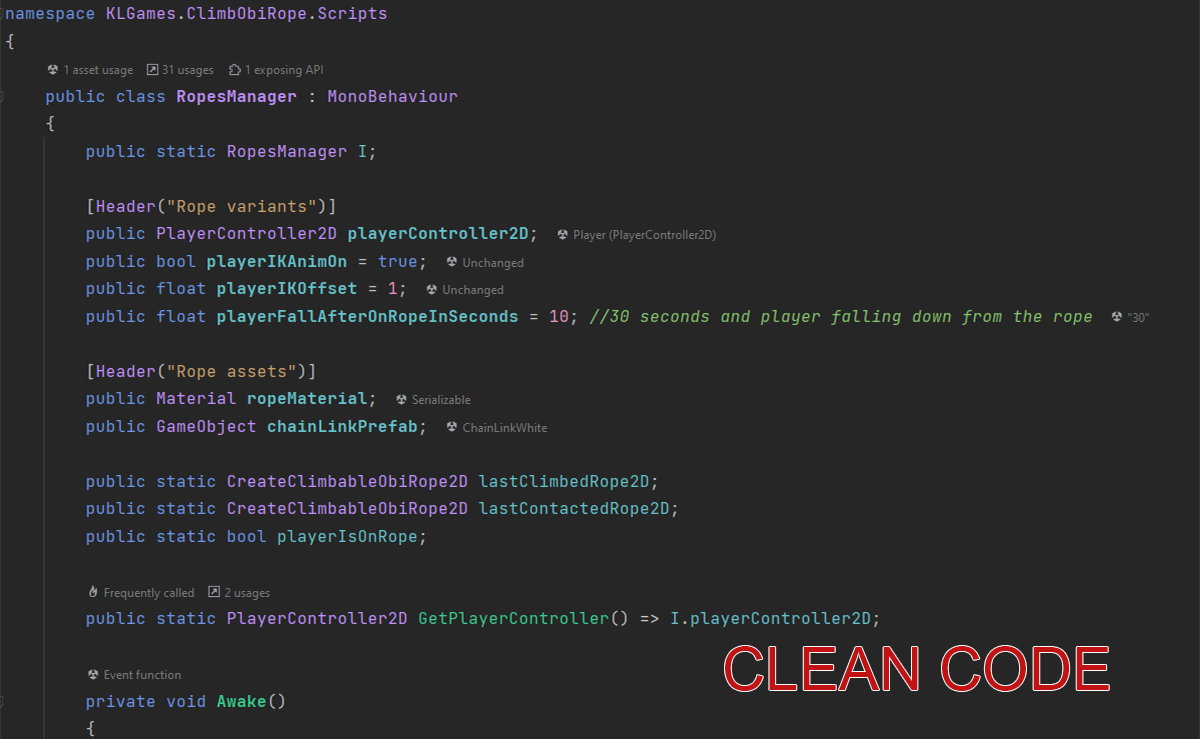 namespace KLGames.ClimbObiRope.Scripts
{
1 asset usage 31 usages 1 exposing API
public class RopesManager : MonoBehaviour
{
public static RopesManager I;
[Header("Rope variants")]
public PlayerController2D playerController2D; Player (PlayerController2D)
public bool playerIKAnimOn = true; Unchanged
public float playerIKOffset = 1; Unchanged
public float playerFallAfterOnRopeInSeconds = 10; //30 seconds and player falling down from the rope "30"
[Header("Rope assets")]
public Material ropeMaterial; Serializable
public GameObject chainLinkPrefab; ChainLinkWhite
public static CreateClimbableObiRope2D lastClimbedRope2D;
public static CreateClimbableObiRope2D lastContactedRope2D;
public static bool playerIsOnRope;
Frequently called 2 usages
public static PlayerController2D GetPlayerController() => I.playerController2D;
CLEAN CODE
Event function
private void Awake()
{